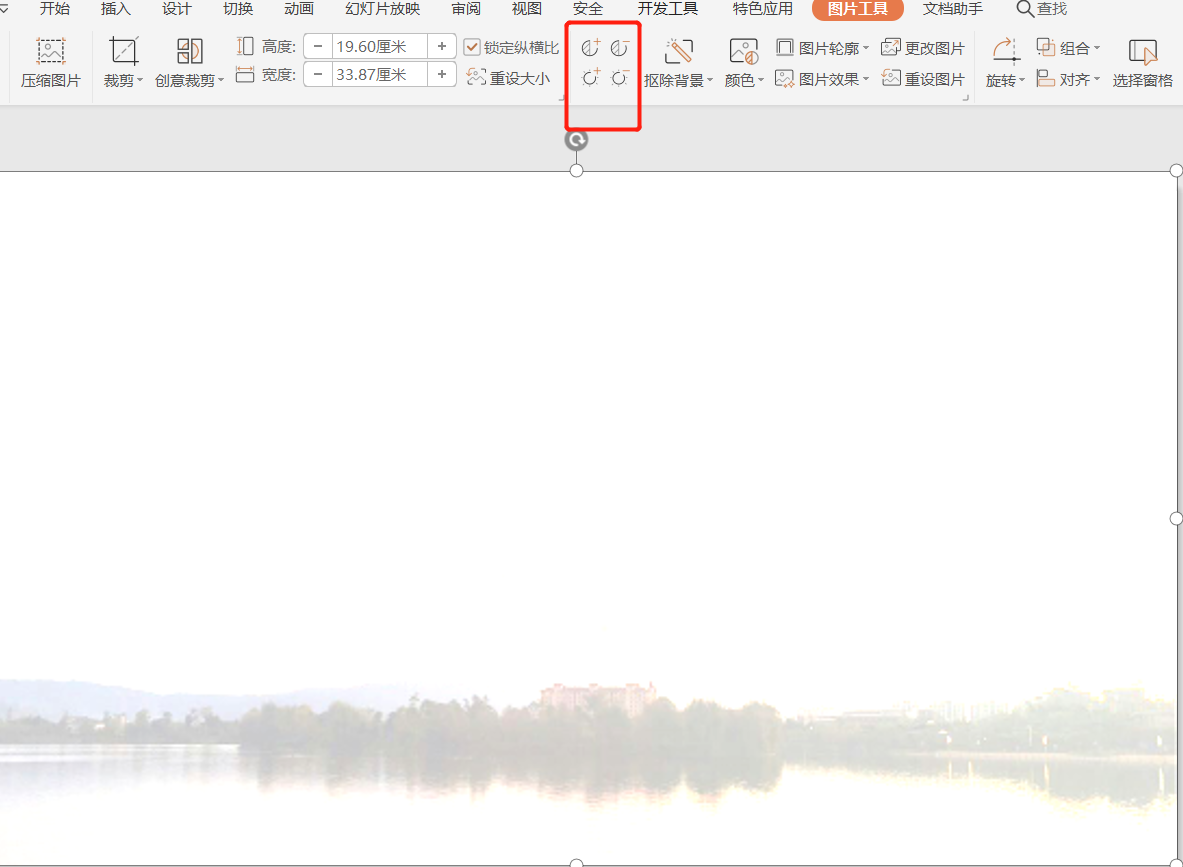 开始 插入 设计 切换 动画 幻灯片放映 审阅 视图 安全 开发工具 特色应用 图片工具 文档助手 查找
高度: − 19.60厘米 + 锁定纵横比 图片轮廓 更改图片 组合
压缩图片 裁剪 创意裁剪 宽度: − 33.87厘米 + 重设大小 抠除背景 颜色 图片效果 重设图片 旋转 对齐 选择窗格